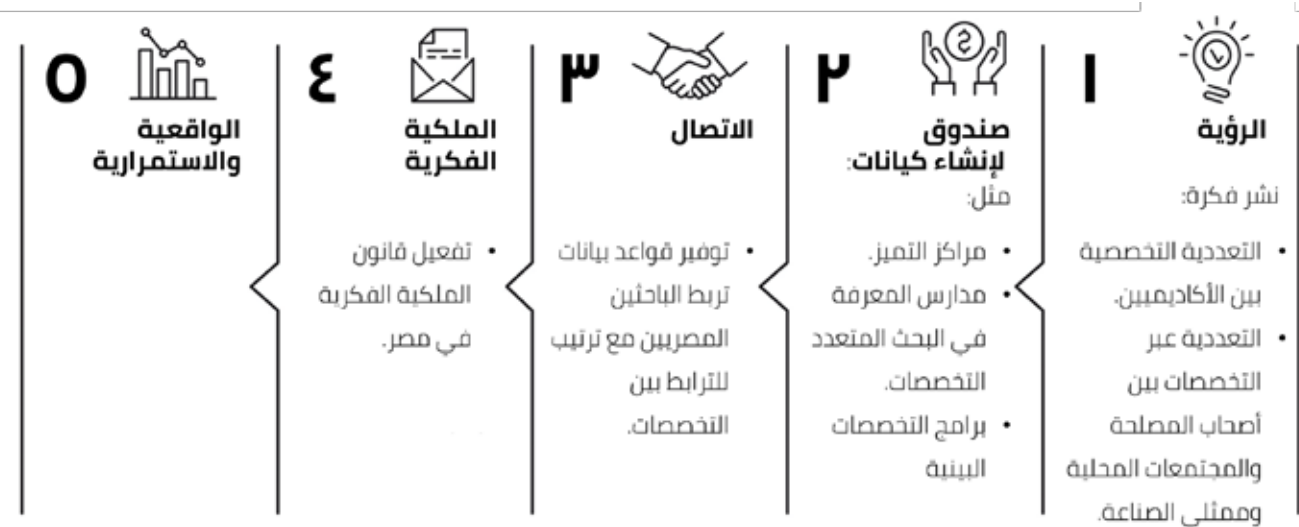 ١
الرؤية
نشر فكرة:
• التعددية التخصصية
بين الأكاديميين.
• التعددية عبر
التخصصات بين
أصحاب المصلحة
والمجتمعات المحلية
وممثلي الصناعة.
٢
صندوق
لإنشاء كيانات:
مثل:
• مراكز التميز.
• مدارس المعرفة
في البحث المتعدد
التخصصات.
• برامج التخصصات
البينية
٣
الاتصال
• توفير قواعد بيانات
تربط الباحثين
المصريين مع ترتيب
للترابط بين
التخصصات.
٤
الملكية
الفكرية
• تفعيل قانون
الملكية الفكرية
في مصر.
٥
الواقعية
والاستمرارية